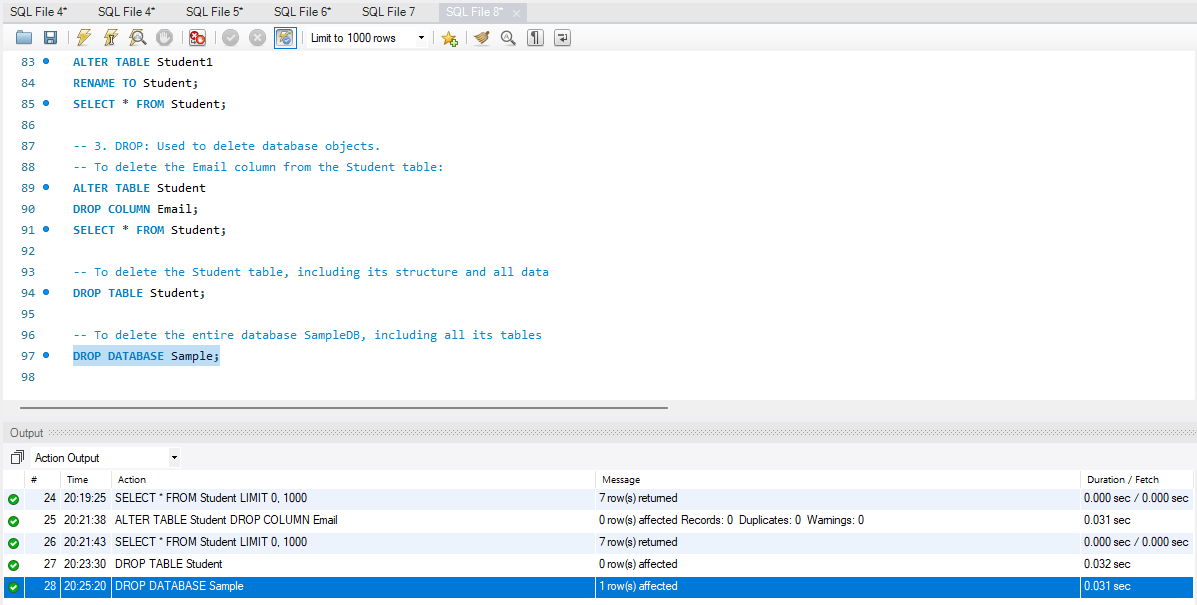 SQL File 4* SQL File 4* SQL File 5* SQL File 6* SQL File 7 SQL File 8*
Limit to 1000 rows
83 ALTER TABLE Student1
84 RENAME TO Student;
85 SELECT * FROM Student;
86
87 -- 3. DROP: Used to delete database objects.
88 -- To delete the Email column from the Student table:
89 ALTER TABLE Student
90 DROP COLUMN Email;
91 SELECT * FROM Student;
92
93 -- To delete the Student table, including its structure and all data
94 DROP TABLE Student;
95
96 -- To delete the entire database SampleDB, including all its tables
97 DROP DATABASE Sample;
98
Output
Action Output
# Time Action Message Duration / Fetch
24 20:19:25 SELECT * FROM Student LIMIT 0, 1000 7 row(s) returned 0.000 sec / 0.000 sec
25 20:21:38 ALTER TABLE Student DROP COLUMN Email 0 row(s) affected Records: 0 Duplicates: 0 Warnings: 0 0.031 sec
26 20:21:43 SELECT * FROM Student LIMIT 0, 1000 7 row(s) returned 0.000 sec / 0.000 sec
27 20:23:30 DROP TABLE Student 0 row(s) affected 0.032 sec
28 20:25:20 DROP DATABASE Sample 1 row(s) affected 0.031 sec